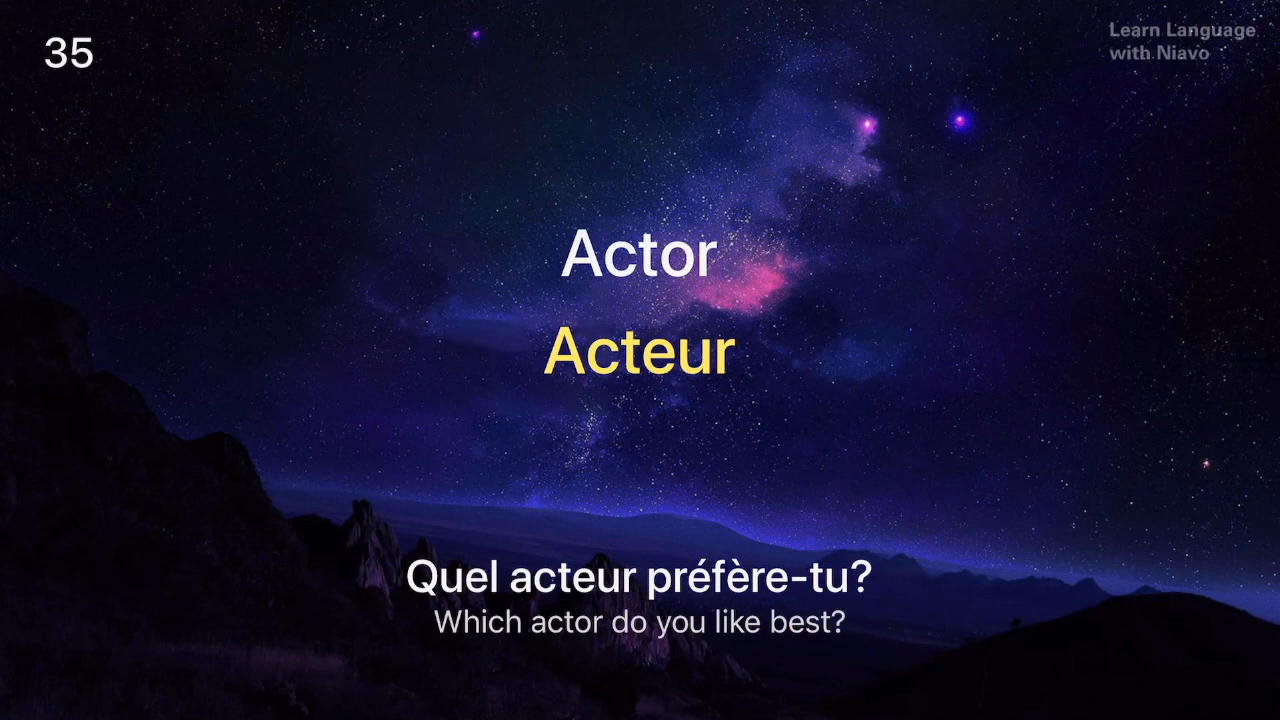 35
Learn Language
with Niavo
Actor
Acteur
Quel acteur préfère-tu?
Which actor do you like best?